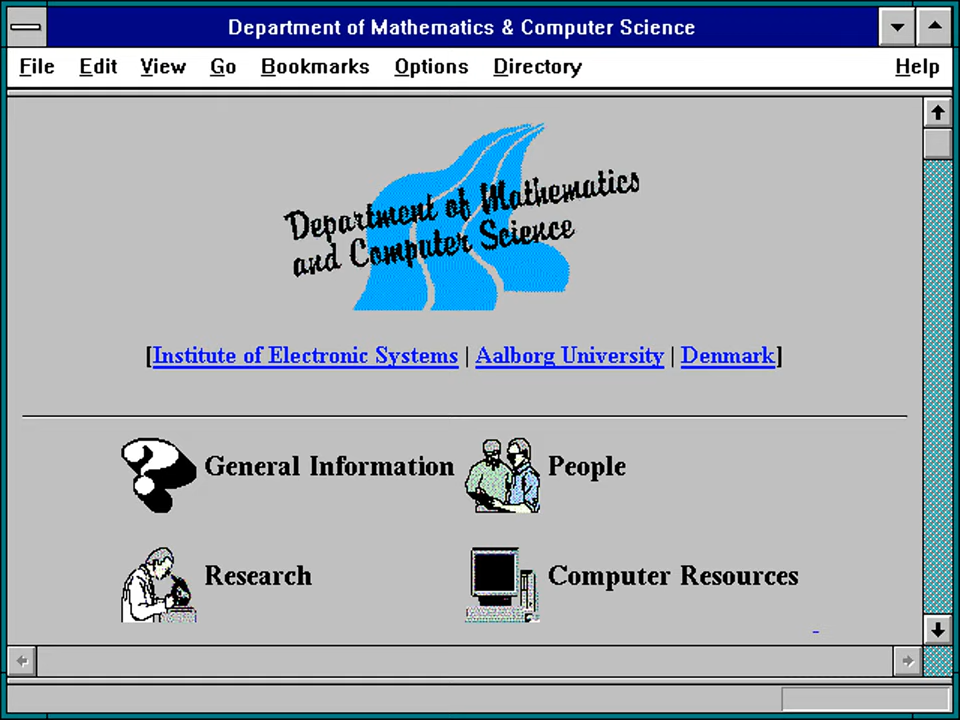 Department of Mathematics & Computer Science
File Edit View Go Bookmarks Options Directory Help
Department of Mathematics
and Computer Science
[Institute of Electronic Systems | Aalborg University | Denmark]
General Information People
Research Computer Resources